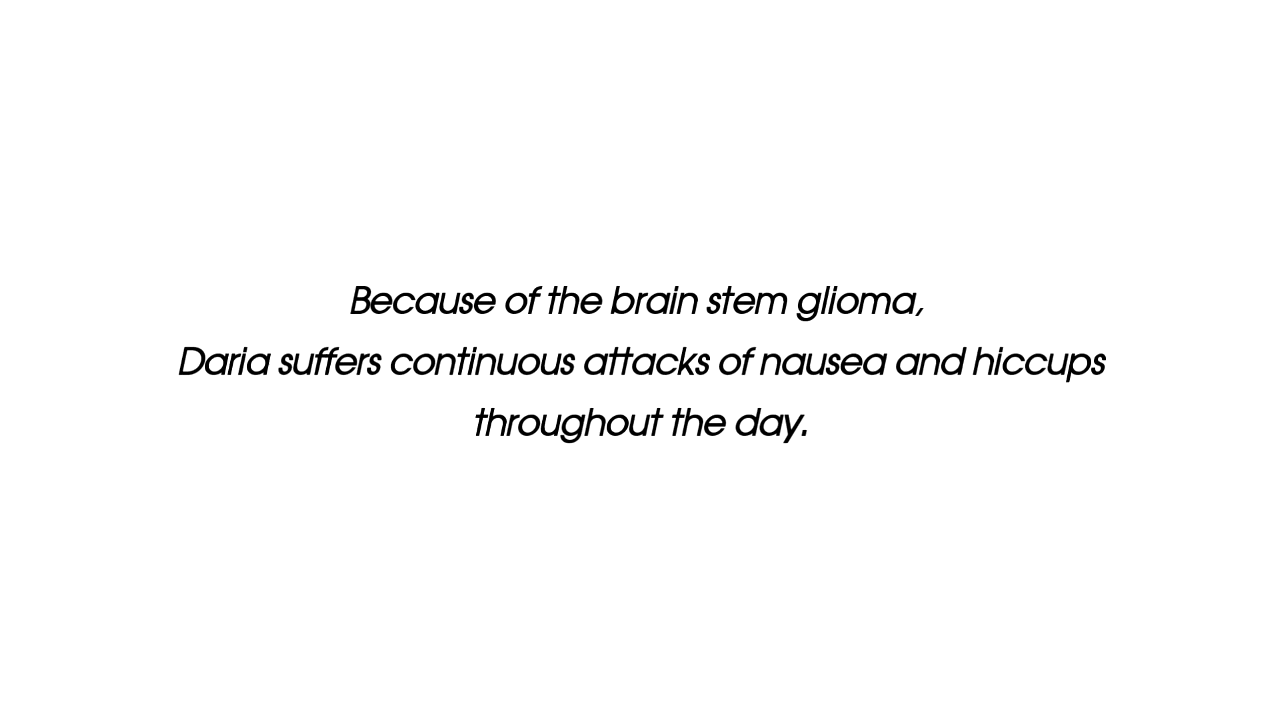 Because of the brain stem glioma,
Daria suffers continuous attacks of nausea and hiccups
throughout the day.